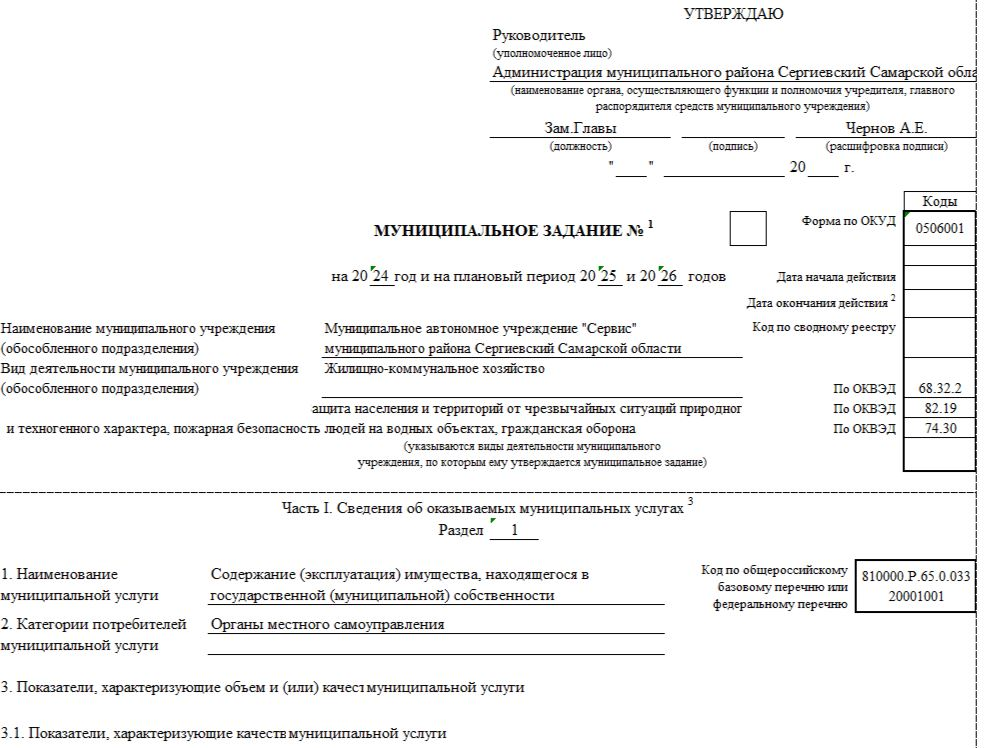 УТВЕРЖДАЮ
Руководитель
(уполномоченное лицо)
Администрация муниципального района Сергиевский Самарской обла
(наименование органа, осуществляющего функции и полномочия учредителя, главного
распорядителя средств муниципального учреждения)
Зам.Главы Чернов А.Е.
(должность) (подпись) (расшифровка подписи)
" " 20 г.
Коды
МУНИЦИПАЛЬНОЕ ЗАДАНИЕ № 1 Форма по ОКУД 0506001
на 20 24 год и на плановый период 20 25 и 20 26 годов Дата начала действия
Дата окончания действия 2
Наименование муниципального учреждения Муниципальное автономное учреждение "Сервис" Код по сводному реестру
(обособленного подразделения) муниципального района Сергиевский Самарской области
Вид деятельности муниципального учреждения Жилищно-коммунальное хозяйство
(обособленного подразделения) По ОКВЭД 68.32.2
ащита населения и территорий от чрезвычайных ситуаций природног По ОКВЭД 82.19
и техногенного характера, пожарная безопасность людей на водных объектах, гражданская оборона По ОКВЭД 74.30
(указываются виды деятельности муниципального
учреждения, по которым ему утверждается муниципальное задание)
Часть I. Сведения об оказываемых муниципальных услугах 3
Раздел 1
1. Наименование Содержание (эксплуатация) имущества, находящегося в Код по общероссийскому 810000.Р.65.0.033
муниципальной услуги государственной (муниципальной) собственности базовому перечню или 20001001
федеральному перечню
2. Категории потребителей Органы местного самоуправления
муниципальной услуги
3. Показатели, характеризующие объем и (или) качест муниципальной услуги
3.1. Показатели, характеризующие качеств муниципальной услуги